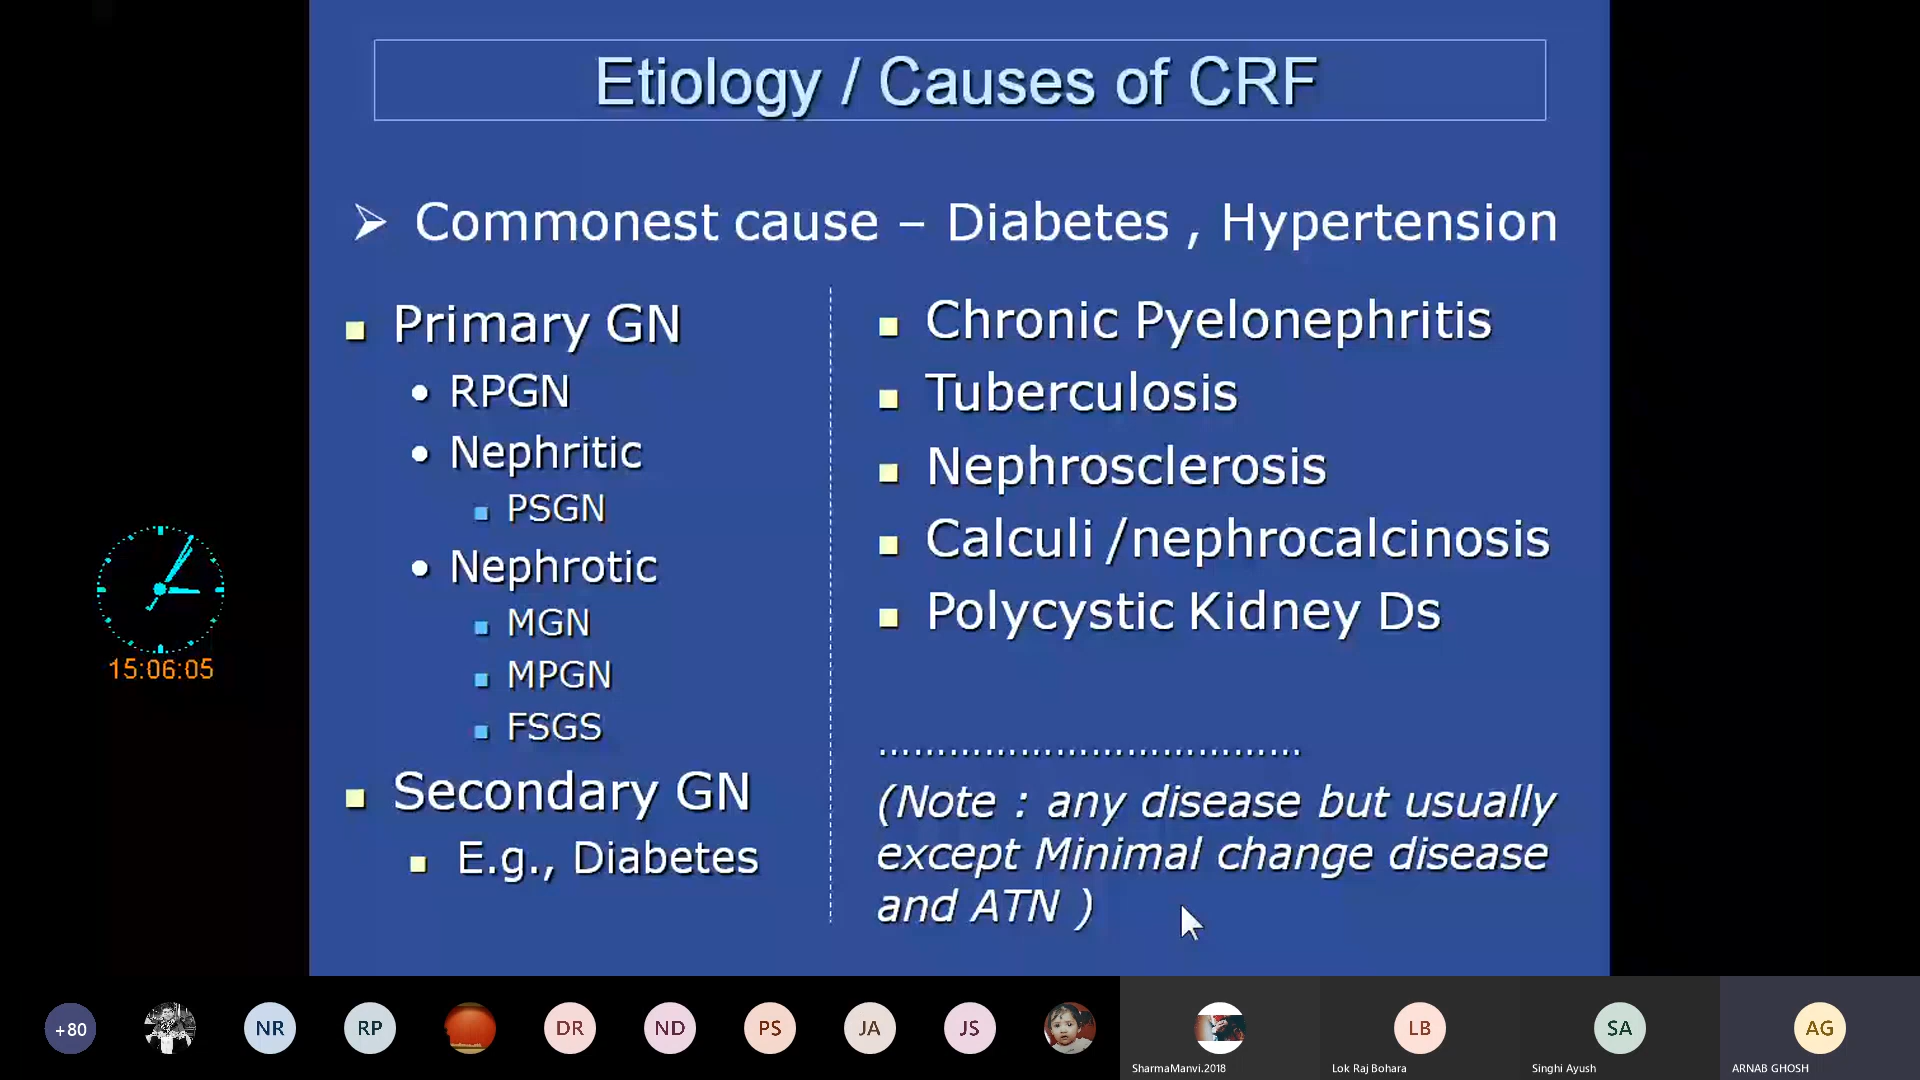 Etiology / Causes of CRF
Commonest cause – Diabetes , Hypertension
Primary GN
RPGN
Nephritic
PSGN
Nephrotic
MGN
MPGN
FSGS
Secondary GN
E.g., Diabetes
Chronic Pyelonephritis
Tuberculosis
Nephrosclerosis
Calculi /nephrocalcinosis
Polycystic Kidney Ds
...................................
(Note : any disease but usually
except Minimal change disease
and ATN )
15:06:05
+80
NR
RP
DR
ND
PS
JA
JS
SharmaManvi.2018
LB
Lok Raj Bohara
SA
Singhi Ayush
AG
ARNAB GHOSH